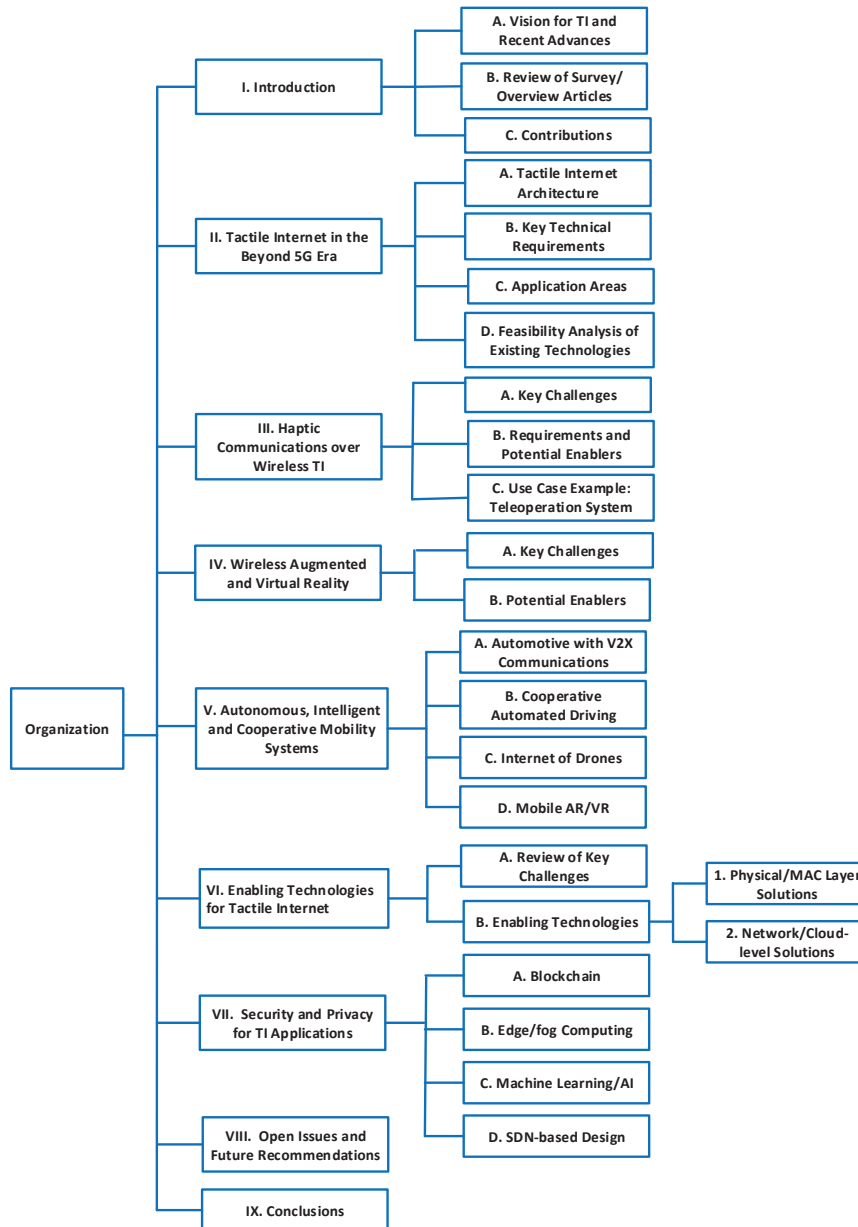 Organization
I. Introduction
A. Vision for TI and
Recent Advances
B. Review of Survey/
Overview Articles
C. Contributions
II. Tactile Internet in the
Beyond 5G Era
A. Tactile Internet
Architecture
B. Key Technical
Requirements
C. Application Areas
D. Feasibility Analysis of
Existing Technologies
III. Haptic
Communications over
Wireless TI
A. Key Challenges
B. Requirements and
Potential Enablers
C. Use Case Example:
Teleoperation System
IV. Wireless Augmented
and Virtual Reality
A. Key Challenges
B. Potential Enablers
V. Autonomous, Intelligent
and Cooperative Mobility
Systems
A. Automotive with V2X
Communications
B. Cooperative
Automated Driving
C. Internet of Drones
D. Mobile AR/VR
VI. Enabling Technologies
for Tactile Internet
A. Review of Key
Challenges
B. Enabling Technologies
1. Physical/MAC Layer
Solutions
2. Network/Cloud-
level Solutions
VII. Security and Privacy
for TI Applications
A. Blockchain
B. Edge/fog Computing
C. Machine Learning/AI
D. SDN-based Design
VIII. Open Issues and
Future Recommendations
IX. Conclusions